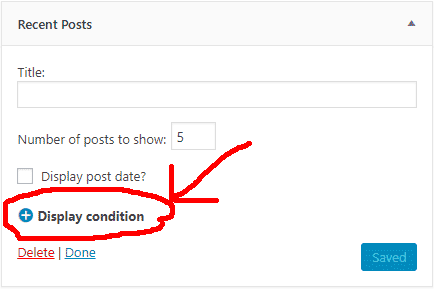 Recent Posts
Title:
Number of posts to show: 5
Display post date?
Display condition
Delete | Done
Saved